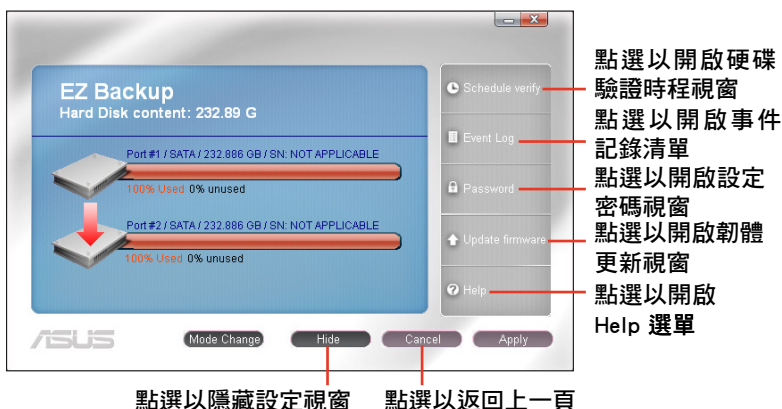 EZ Backup
Hard Disk content: 232.89 G
Port #1 / SATA / 232.886 GB / SN: NOT APPLICABLE
100% Used 0% unused
Port #2 / SATA / 232.886 GB / SN: NOT APPLICABLE
100% Used 0% unused
Schedule verify
Event Log
Password
Update firmware
Help
ASUS
Mode Change
Hide
Cancel
Apply
點選以開啟硬碟
驗證時程視窗
點選以開啟事件
記錄清單
點選以開啟設定
密碼視窗
點選以開啟韌體
更新視窗
點選以開啟
Help 選單
點選以隱藏設定視窗
點選以返回上一頁